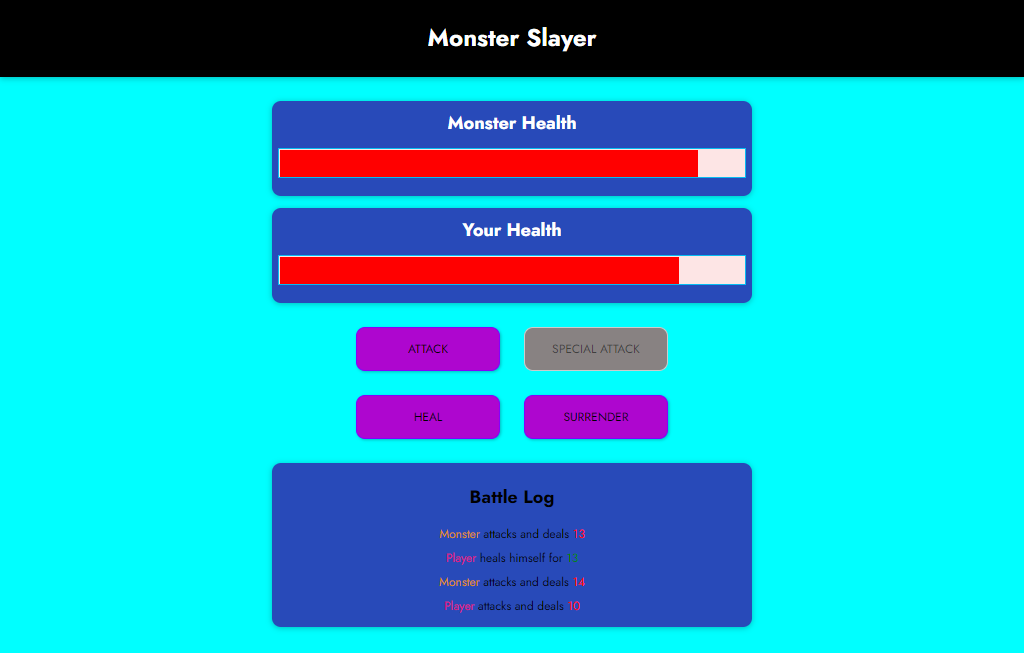 Monster Slayer
Monster Health
Your Health
ATTACK
SPECIAL ATTACK
HEAL
SURRENDER
Battle Log
Monster attacks and deals 13
Player heals himself for
Monster attacks and deals 14
Player attacks and deals 10